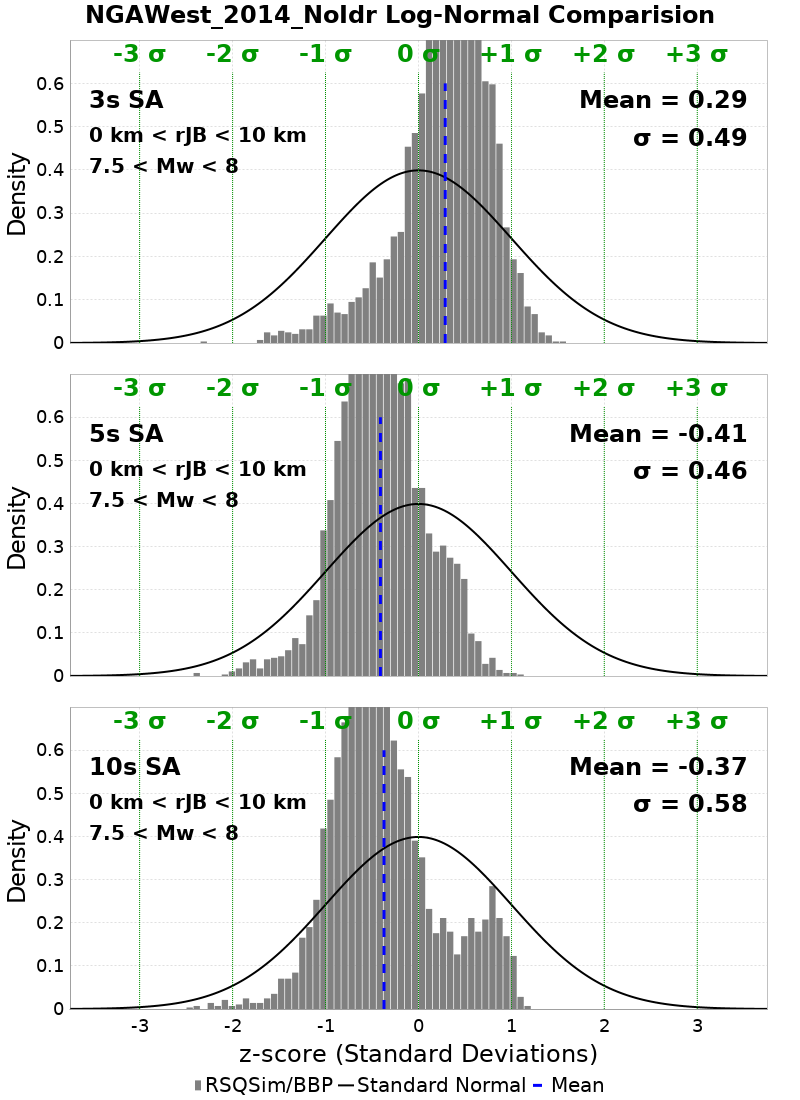 NGAWest_2014_NoIdr Log-Normal Comparision
-3 σ -2 σ -1 σ 0 σ +1 σ +2 σ +3 σ
3s SA
0 km < rJB < 10 km
7.5 < Mw < 8
Mean = 0.29
σ = 0.49
Density
0.6
0.5
0.4
0.3
0.2
0.1
0
-3 σ -2 σ -1 σ 0 σ +1 σ +2 σ +3 σ
5s SA
0 km < rJB < 10 km
7.5 < Mw < 8
Mean = -0.41
σ = 0.46
Density
0.6
0.5
0.4
0.3
0.2
0.1
0
-3 σ -2 σ -1 σ 0 σ +1 σ +2 σ +3 σ
10s SA
0 km < rJB < 10 km
7.5 < Mw < 8
Mean = -0.37
σ = 0.58
Density
0.6
0.5
0.4
0.3
0.2
0.1
0
-3 -2 -1 0 1 2 3
z-score (Standard Deviations)
RSQSim/BBP Standard Normal Mean